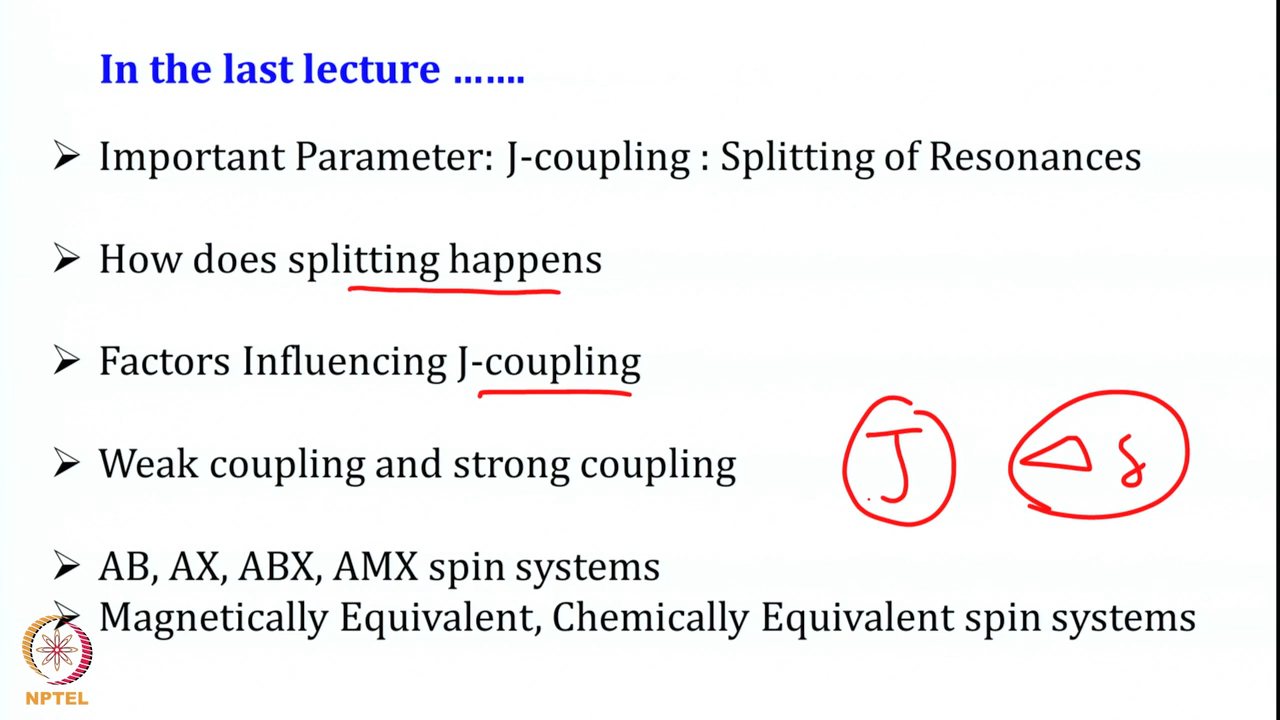 In the last lecture .......
Important Parameter: J-coupling : Splitting of Resonances
How does splitting happens
Factors Influencing J-coupling
J Δ δ
Weak coupling and strong coupling
AB, AX, ABX, AMX spin systems
Magnetically Equivalent, Chemically Equivalent spin systems
NPTEL